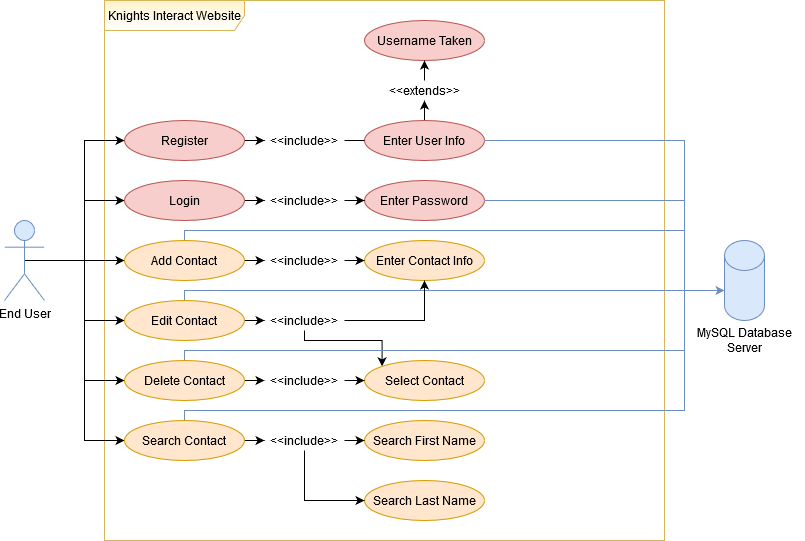 Knights Interact Website
Username Taken
<<extends>>
Register
<<include>>
Enter User Info
Login
<<include>>
Enter Password
Add Contact
<<include>>
Enter Contact Info
End User
Edit Contact
<<include>>
MySQL Database
Server
Delete Contact
<<include>>
Select Contact
Search Contact
<<include>>
Search First Name
Search Last Name